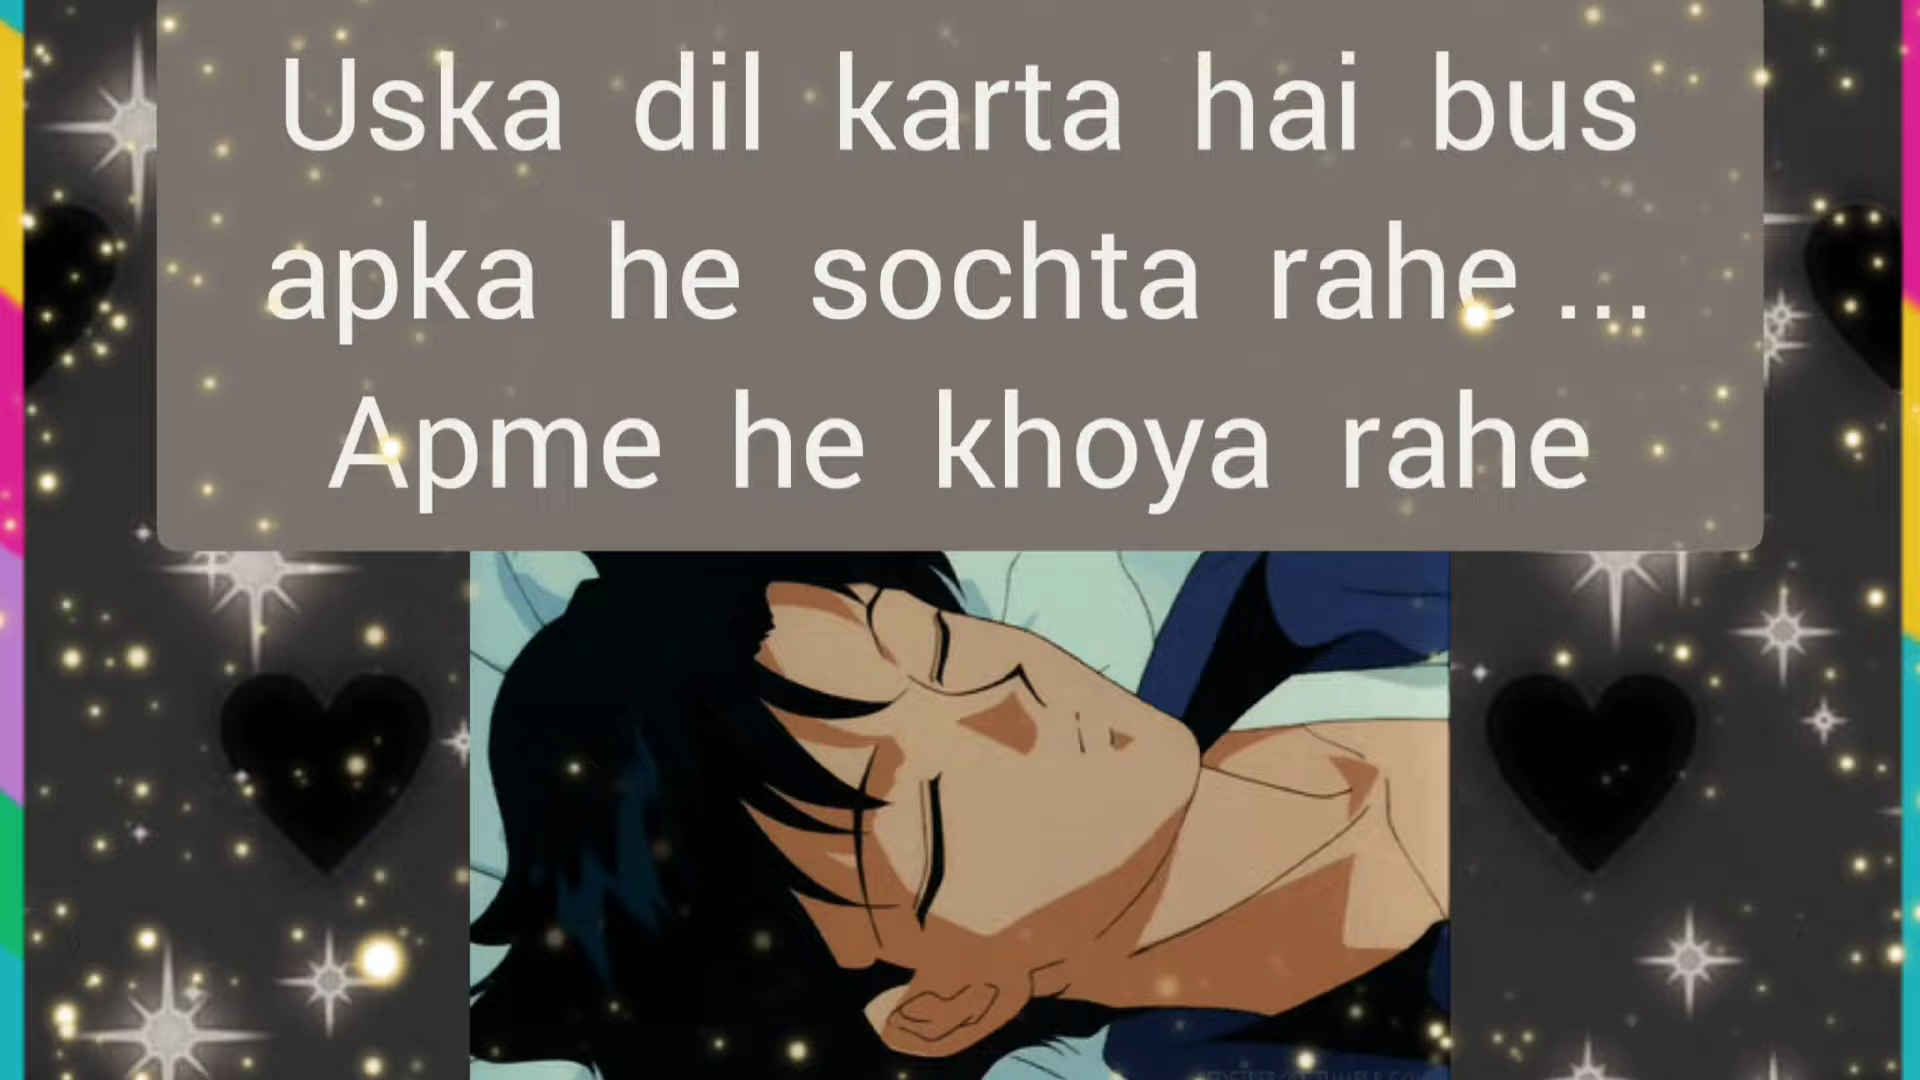 Uska dil karta hai bus
apka he sochta rahe ...
Apme he khoya rahe